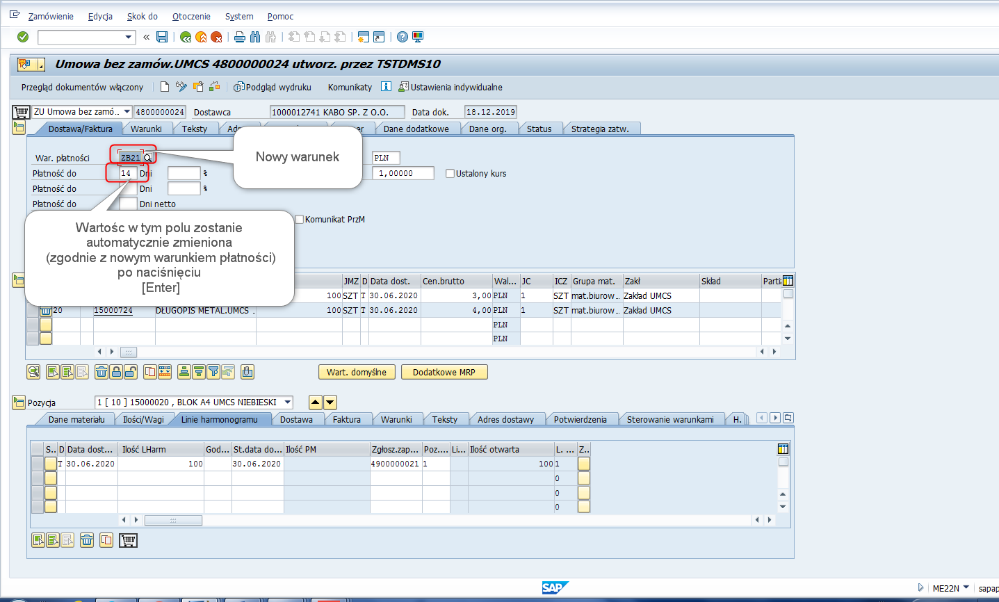 Zamówienie Edycja Skok do Otoczenie System Pomoc
Umowa bez zamów.UMCS 4800000024 utworz. przez TSTDMS10
Przegląd dokumentów włączony Podgląd wydruku Komunikaty Ustawienia indywidualne
ZU Umowa bez zamó... 4800000024 Dostawca 1000012741 KABO SP. Z O.O. Data dok. 18.12.2019
Dostawa/Faktura Warunki Teksty Dane dodatkowe Dane org. Status Strategia zatw.
War. płatności ZB21 PLN
Nowy warunek
Płatność do 14 Dni % 1,00000 Ustalony kurs
Płatność do Dni %
Płatność do Dni netto
Komunikat PrzM
Wartośc w tym polu zostanie
automatycznie zmieniona
(zgodnie z nowym warunkiem płatności)
po naciśnięciu
[Enter]
JMZ D Data dost. Cen.brutto Wal... JC ICZ Grupa mat. Zakł Skład Parti
100 SZT T 30.06.2020 3,00 PLN 1 SZT mat.biurow... Zakład UMCS
20 15000724 DŁUGOPIS METAL.UMCS .. 100 SZT T 30.06.2020 4,00 PLN 1 SZT mat.biurow... Zakład UMCS
PLN
PLN
Wart. domyślne Dodatkowe MRP
Pozycja 1 [ 10 ] 15000020 , BLOK A4 UMCS NIEBIESKI
Dane materiału Ilości/Wagi Linie harmonogramu Dostawa Faktura Warunki Teksty Adres dostawy Potwierdzenia Sterowanie warunkami H.
S.. D Data dost... Ilość LHarm God... St.data do... Ilość PM Zgłosz.zap... Poz.... Li... Ilość otwarta L. ... Z..
T 30.06.2020 100 30.06.2020 4900000021 1 100 1
0
0
0
SAP
ME22N sapap